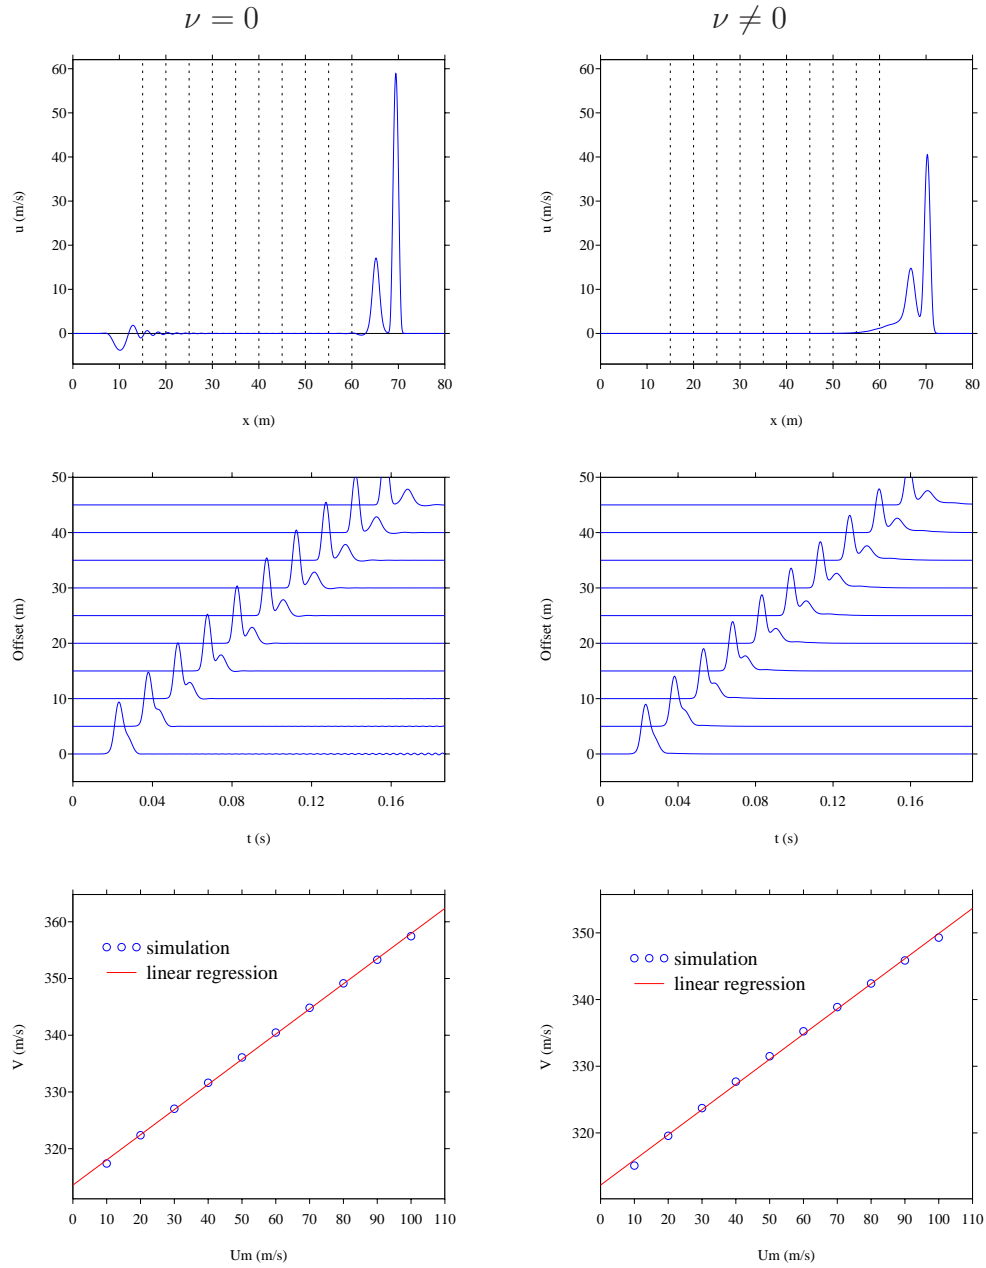 ν = 0
ν ≠ 0
60
50
40
30
20
10
0
u (m/s)
0 10 20 30 40 50 60 70 80
x (m)
60
50
40
30
20
10
0
u (m/s)
0 10 20 30 40 50 60 70 80
x (m)
50
40
30
20
10
0
Offset (m)
0 0.04 0.08 0.12 0.16
t (s)
50
40
30
20
10
0
Offset (m)
0 0.04 0.08 0.12 0.16
t (s)
360
350
340
330
320
V (m/s)
simulation
linear regression
0 10 20 30 40 50 60 70 80 90 100 110
Um (m/s)
350
340
330
320
V (m/s)
simulation
linear regression
0 10 20 30 40 50 60 70 80 90 100 110
Um (m/s)